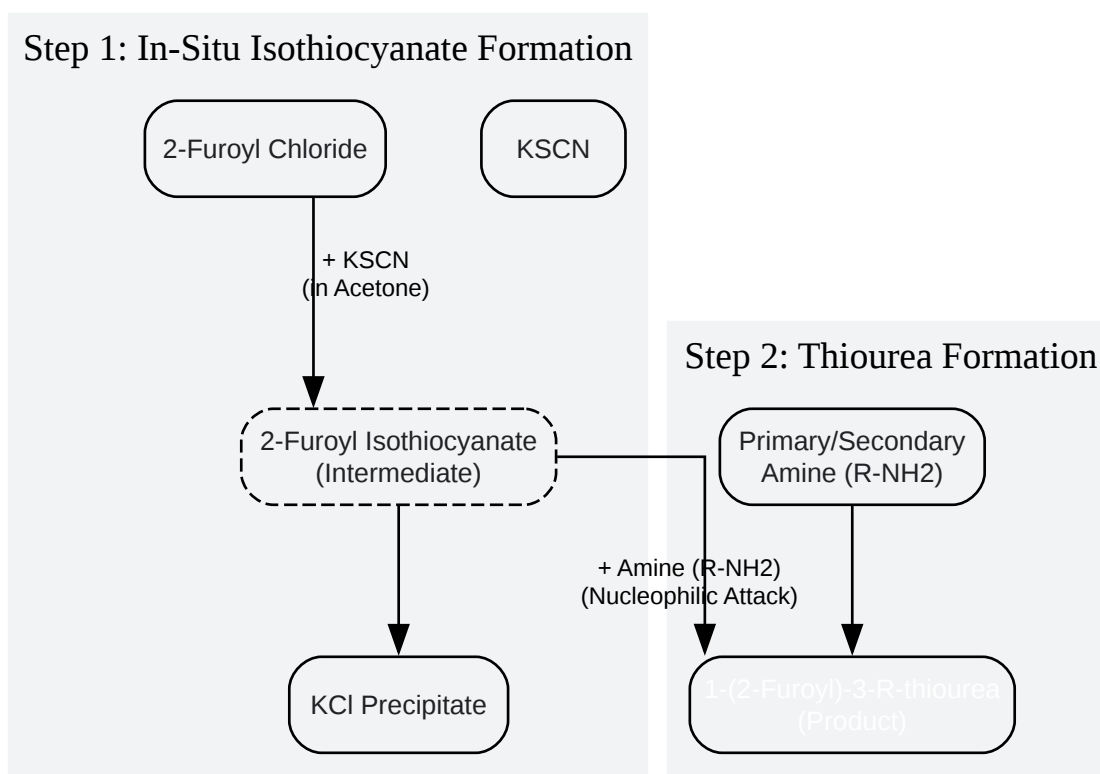 Step 1: In-Situ Isothiocyanate Formation
2-Furoyl Chloride
KSCN
+ KSCN
(in Acetone)
2-Furoyl Isothiocyanate
(Intermediate)
KCl Precipitate
Step 2: Thiourea Formation
Primary/Secondary
Amine (R-NH2)
+ Amine (R-NH2)
(Nucleophilic Attack)
1-(2-Furoyl)-3-R-thiourea
(Product)